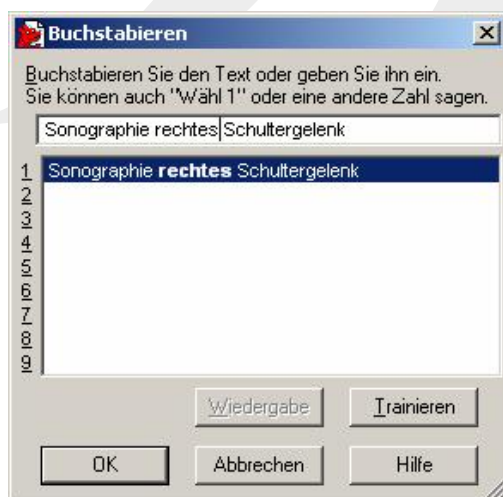 Buchstabieren
Buchstabieren Sie den Text oder geben Sie ihn ein.
Sie können auch "Wähl 1" oder eine andere Zahl sagen.
Sonographie rechtes Schultergelenk
1 Sonographie rechtes Schultergelenk
2
3
4
5
6
7
8
9
Wiedergabe Trainieren
OK Abbrechen Hilfe